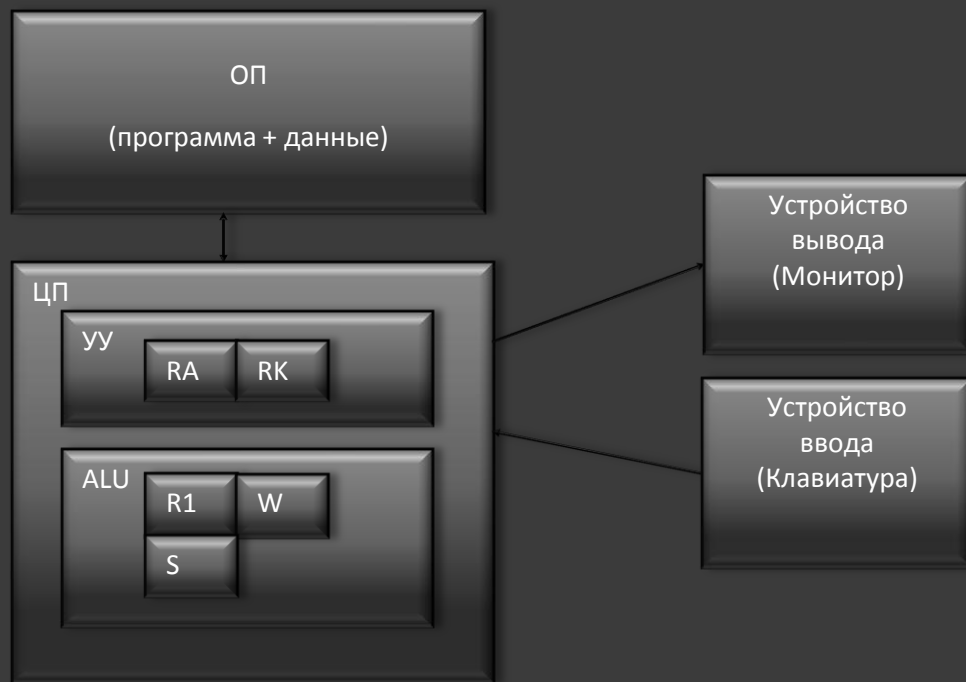 ОП
(программа + данные)
ЦП
УУ
RA
RK
ALU
R1
W
S
Устройство
вывода
(Монитор)
Устройство
ввода
(Клавиатура)